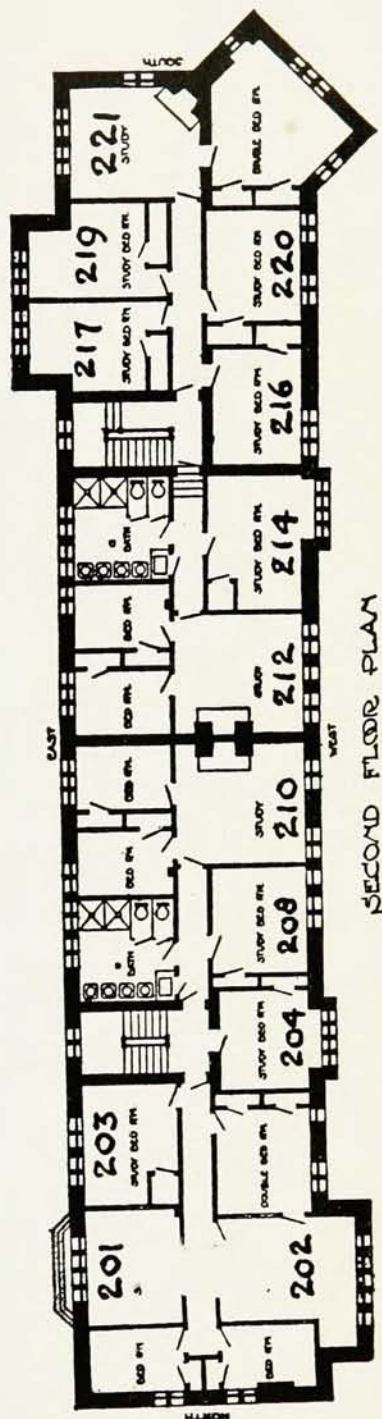 SOUTH
221
STUDY
DOUBLE BED RM.
219
STUDY BED RM.
217
STUDY BED RM.
220
STUDY BED RM.
216
STUDY BED RM.
BATH
214
STUDY BED RM.
BED RM.
BED RM.
212
STUDY
EAST
WEST
BED RM.
BED RM.
210
STUDY
208
STUDY BED RM.
BATH
204
STUDY BED RM.
203
STUDY BED RM.
DOUBLE BED RM.
201
S
202
BED RM.
BED RM.
NORTH
SECOND FLOOR PLAN